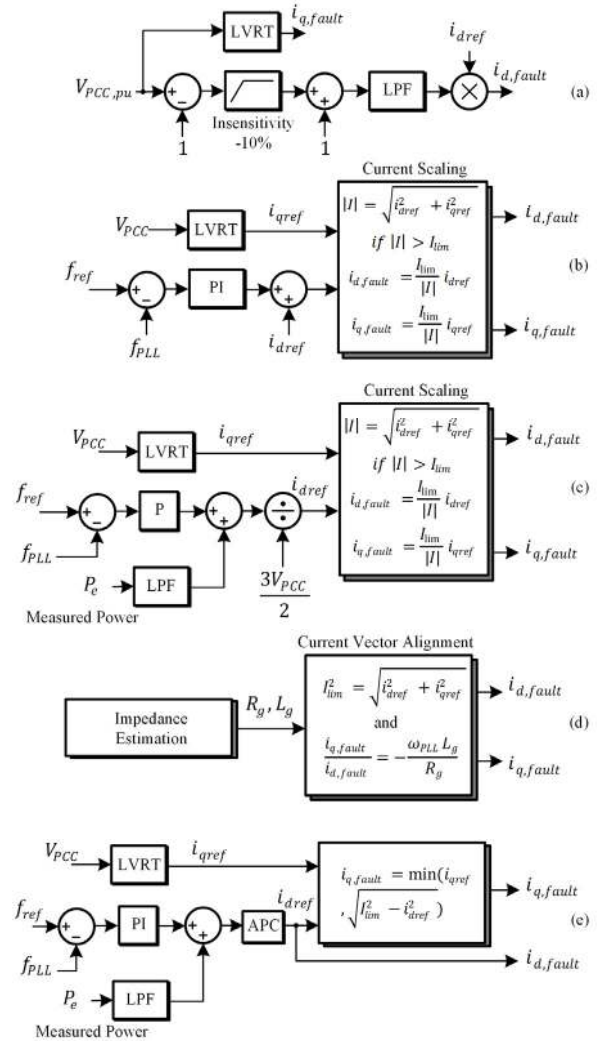 LVRT
i_{q,fault}
i_{dref}
V_{PCC,pu}
+
−
+
+
LPF
×
i_{d,fault}
(a)
Insensitivity
-10%
1
1
Current Scaling
V_{PCC}
LVRT
i_{qref}
|I| = √(i²_{dref} + i²_{qref})
i_{d,fault}
if |I| > I_{lim}
(b)
f_{ref}
+
−
PI
+
+
i_{d,fault} = I_{lim}/|I| i_{dref}
f_{PLL}
i_{dref}
i_{q,fault} = I_{lim}/|I| i_{qref}
i_{q,fault}
Current Scaling
V_{PCC}
LVRT
i_{qref}
|I| = √(i²_{dref} + i²_{qref})
i_{d,fault}
if |I| > I_{lim}
(c)
f_{ref}
+
−
P
+
+
÷
i_{dref}
i_{d,fault} = I_{lim}/|I| i_{dref}
f_{PLL}
i_{q,fault} = I_{lim}/|I| i_{qref}
i_{q,fault}
P_e
LPF
3V_{PCC}/2
Measured Power
Current Vector Alignment
Impedance
Estimation
R_g, L_g
I²_{lim} = √(i²_{dref} + i²_{qref})
and
i_{q,fault}/i_{d,fault} = −ω_{PLL} L_g/R_g
i_{d,fault}
(d)
i_{q,fault}
V_{PCC}
LVRT
i_{qref}
i_{q,fault} = min(i_{qref}
, √(I²_{lim} − i²_{dref}))
i_{q,fault}
(e)
f_{ref}
+
−
PI
+
+
APC
i_{dref}
f_{PLL}
i_{d,fault}
P_e
LPF
Measured Power